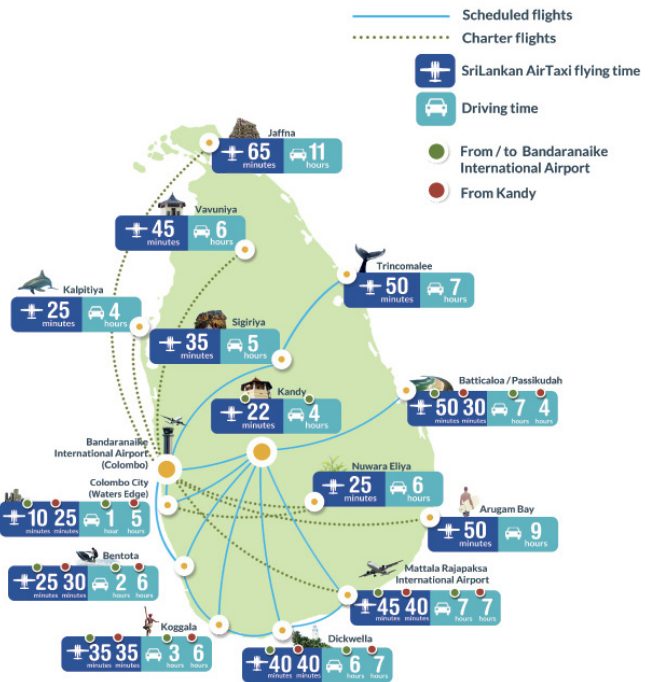 Scheduled flights
Charter flights
SriLankan AirTaxi flying time
Driving time
From / to Bandaranaike
International Airport
From Kandy
Jaffna
65 11
minutes hours
Vavuniya
45 6
minutes hours
Trincomalee
50 7
minutes hours
Kalpitiya
25 4
minutes hours
Sigiriya
35 5
minutes hours
Kandy
22 4
minutes hours
Batticaloa / Passikudah
50 30 7 4
minutes minutes hours hours
Bandaranaike
International Airport
(Colombo)
Colombo City
(Waters Edge)
10 25 1 5
minutes minutes hour hours
Nuwara Eliya
25 6
minutes hours
Arugam Bay
50 9
minutes hours
Bentota
25 30 2 6
minutes minutes hours hours
Mattala Rajapaksa
International Airport
45 40 7 7
minutes minutes hours hours
Koggala
35 35 3 6
minutes minutes hours hours
Dickwella
40 40 6 7
minutes minutes hours hours